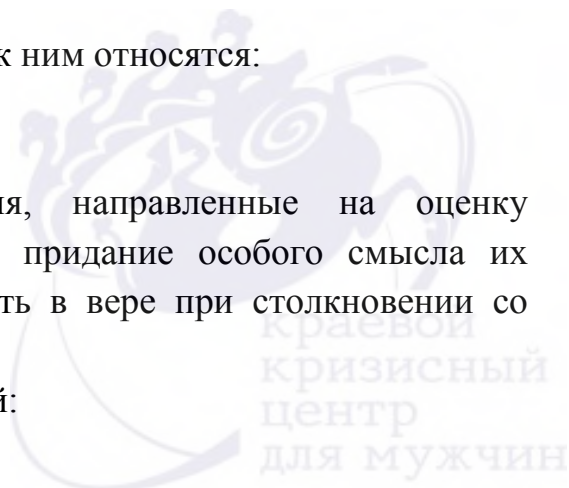 к ним относятся:
ия, направленные на оценку
придание особого смысла их
ть в вере при столкновении со
краевой
кризисный
й:
центр
для мужчин